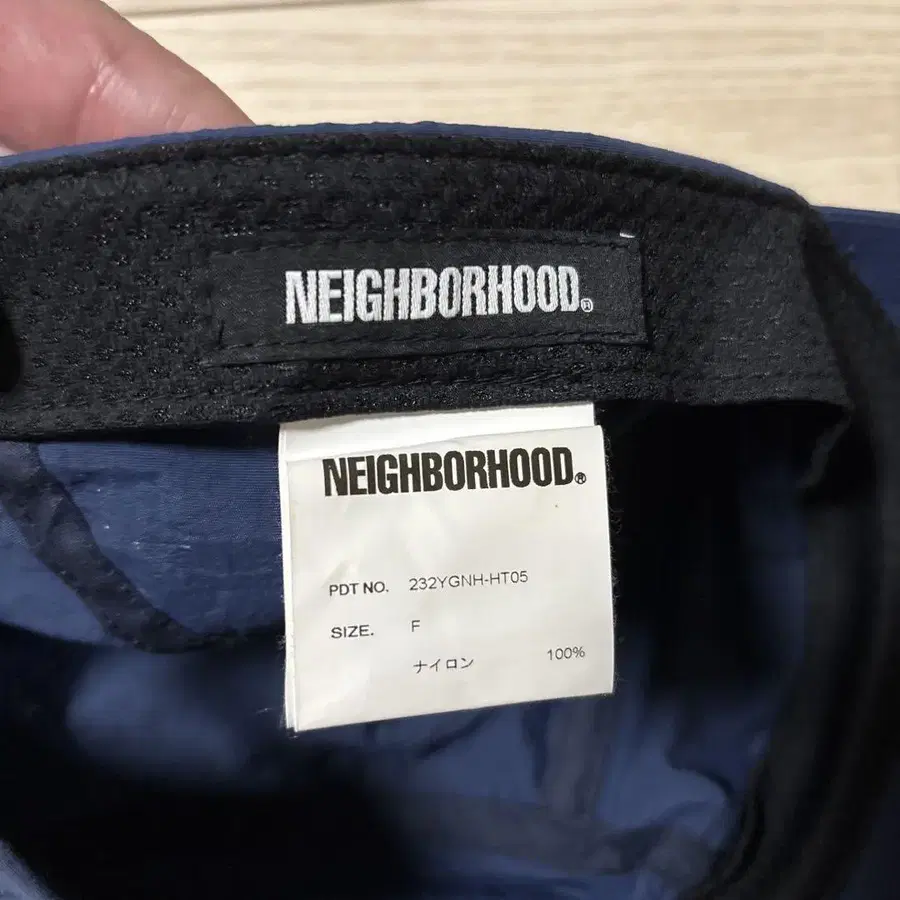 NEIGHBORHOOD®
NEIGHBORHOOD®
PDT NO. 232YGNH-HT05
SIZE. F
ナイロン 100%